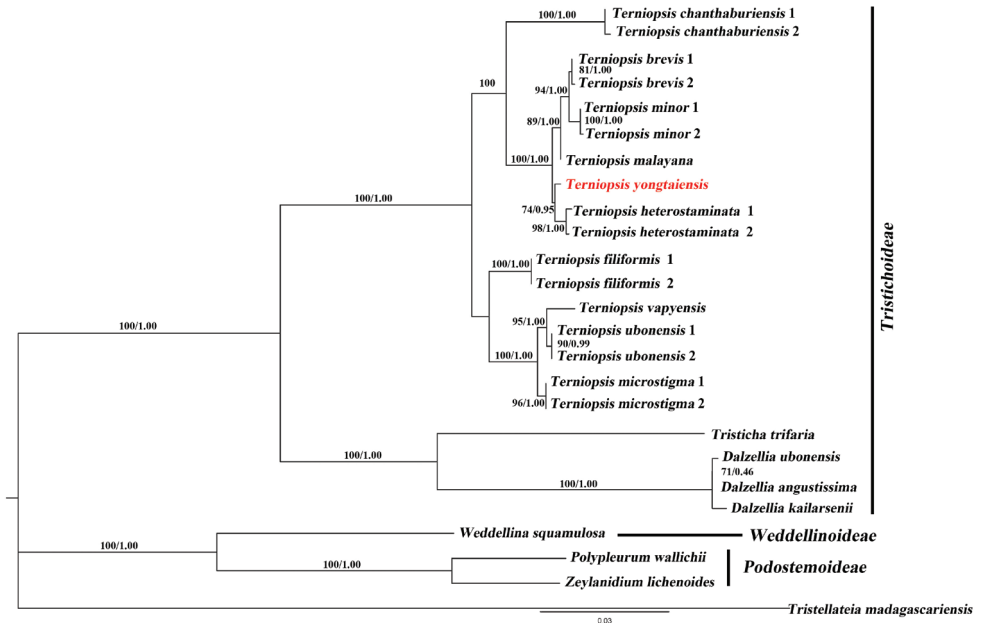 100/1.00
Terniopsis chanthaburiensis 1
Terniopsis chanthaburiensis 2
Terniopsis brevis 1
81/1.00
100
Terniopsis brevis 2
94/1.00
Terniopsis minor 1
89/1.00
100/1.00
Terniopsis minor 2
100/1.00
Terniopsis malayana
Terniopsis yongtaiensis
100/1.00
74/0.95
Terniopsis heterostaminata 1
98/1.00
Terniopsis heterostaminata 2
Tristichoideae
100/1.00
Terniopsis filiformis 1
Terniopsis filiformis 2
Terniopsis vapyensis
95/1.00
Terniopsis ubonensis 1
100/1.00
90/0.99
100/1.00
Terniopsis ubonensis 2
Terniopsis microstigma 1
96/1.00
Terniopsis microstigma 2
Tristicha trifaria
100/1.00
Dalzellia ubonensis
71/0.46
100/1.00
Dalzellia angustissima
Dalzellia kailarsenii
Weddellina squamulosa
Weddellinoideae
100/1.00
Polypleurum wallichii
100/1.00
Podostemoideae
Zeylanidium lichenoides
Tristellateia madagascariensis
0.03